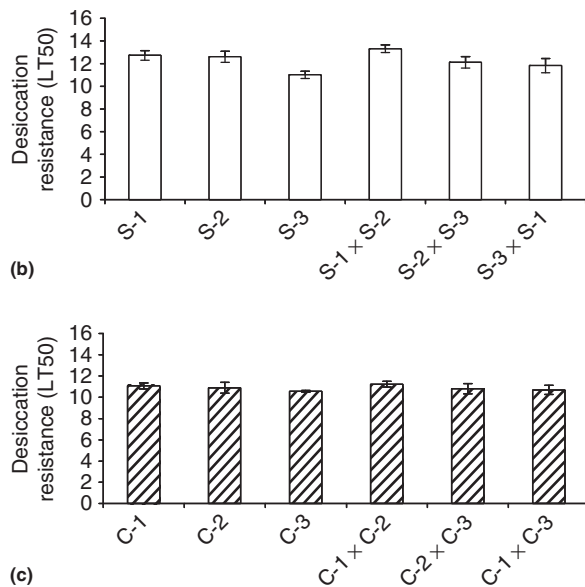 Desiccation
resistance (LT50)
16
14
12
10
8
6
4
2
0
S-1
S-2
S-3
S-1 × S-2
S-2 × S-3
S-3 × S-1
(b)
Desiccation
resistance (LT50)
16
14
12
10
8
6
4
2
0
C-1
C-2
C-3
C-1 × C-2
C-2 × C-3
C-1 × C-3
(c)